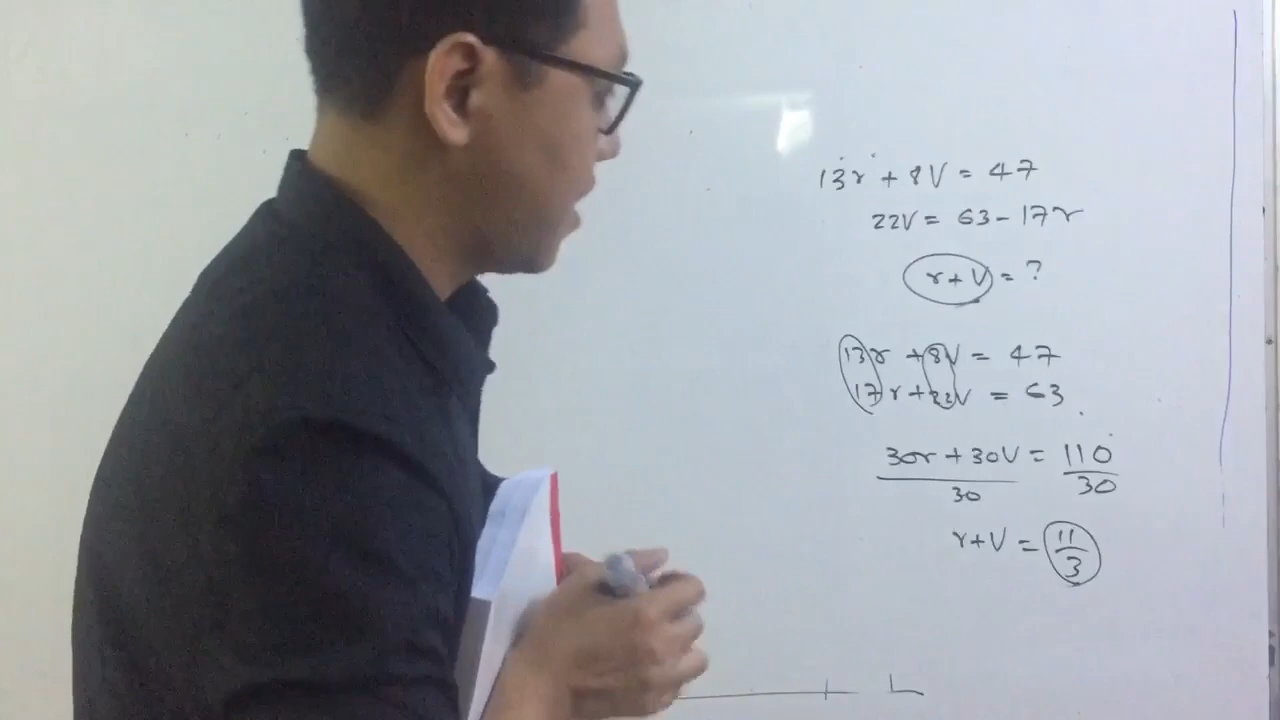 13r + 8V = 47
22V = 63 - 17r
r + V = ?
13r + 8V = 47
17r + 22V = 63
30r + 30V = 110
30 30
r + V = 11
3